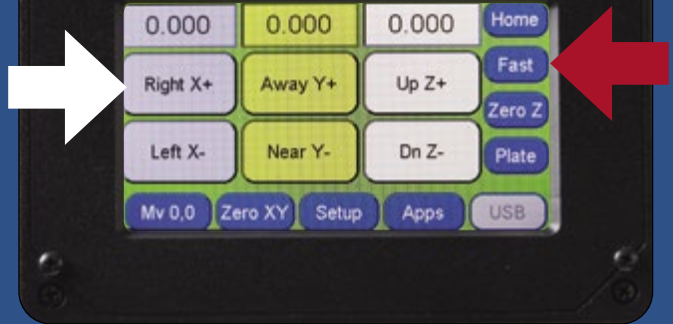 0.000 0.000 0.000 Home
Fast
Right X+ Away Y+ Up Z+
Zero Z
Left X- Near Y- Dn Z- Plate
Mv 0,0 Zero XY Setup Apps USB